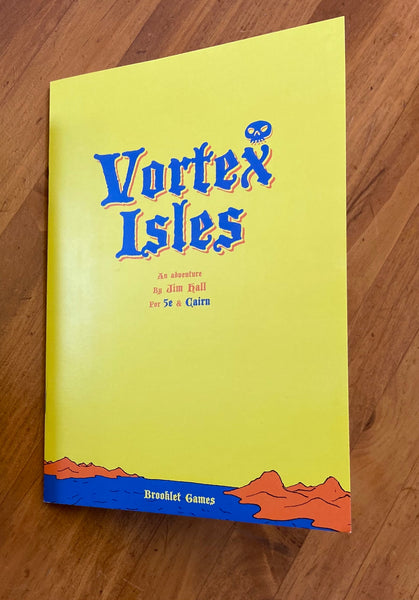 Vortex
Isles
An adventure
By Jim Hall
For 5e & Cairn
Brooklet Games